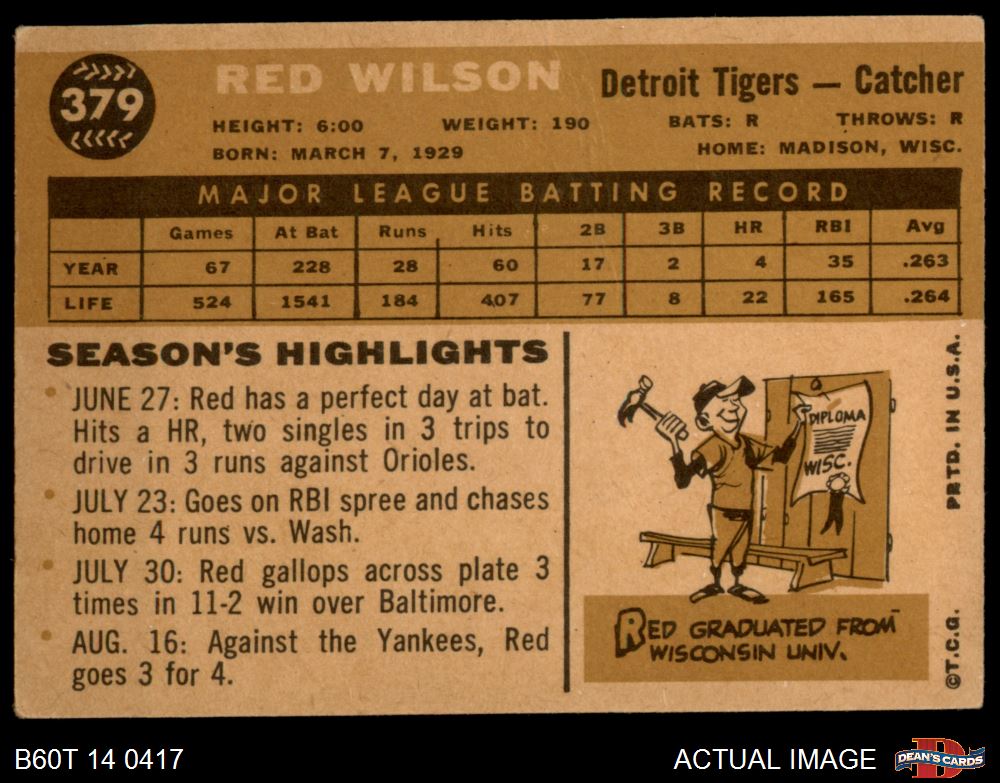 379
RED WILSON
Detroit Tigers — Catcher
HEIGHT: 6:00 WEIGHT: 190 BATS: R THROWS: R
BORN: MARCH 7, 1929 HOME: MADISON, WISC.
MAJOR LEAGUE BATTING RECORD
Games At Bat Runs Hits 2B 3B HR RBI Avg
YEAR 67 228 28 60 17 2 4 35 .263
LIFE 524 1541 184 407 77 8 22 165 .264
SEASON'S HIGHLIGHTS
• JUNE 27: Red has a perfect day at bat.
Hits a HR, two singles in 3 trips to
drive in 3 runs against Orioles.
• JULY 23: Goes on RBI spree and chases
home 4 runs vs. Wash.
• JULY 30: Red gallops across plate 3
times in 11-2 win over Baltimore.
• AUG. 16: Against the Yankees, Red
goes 3 for 4.
DIPLOMA
WISC.
RED GRADUATED FROM
WISCONSIN UNIV.
©T.C.G. PRTD. IN U.S.A.
B60T 14 0417
ACTUAL IMAGE
D
DEAN'S CARDS